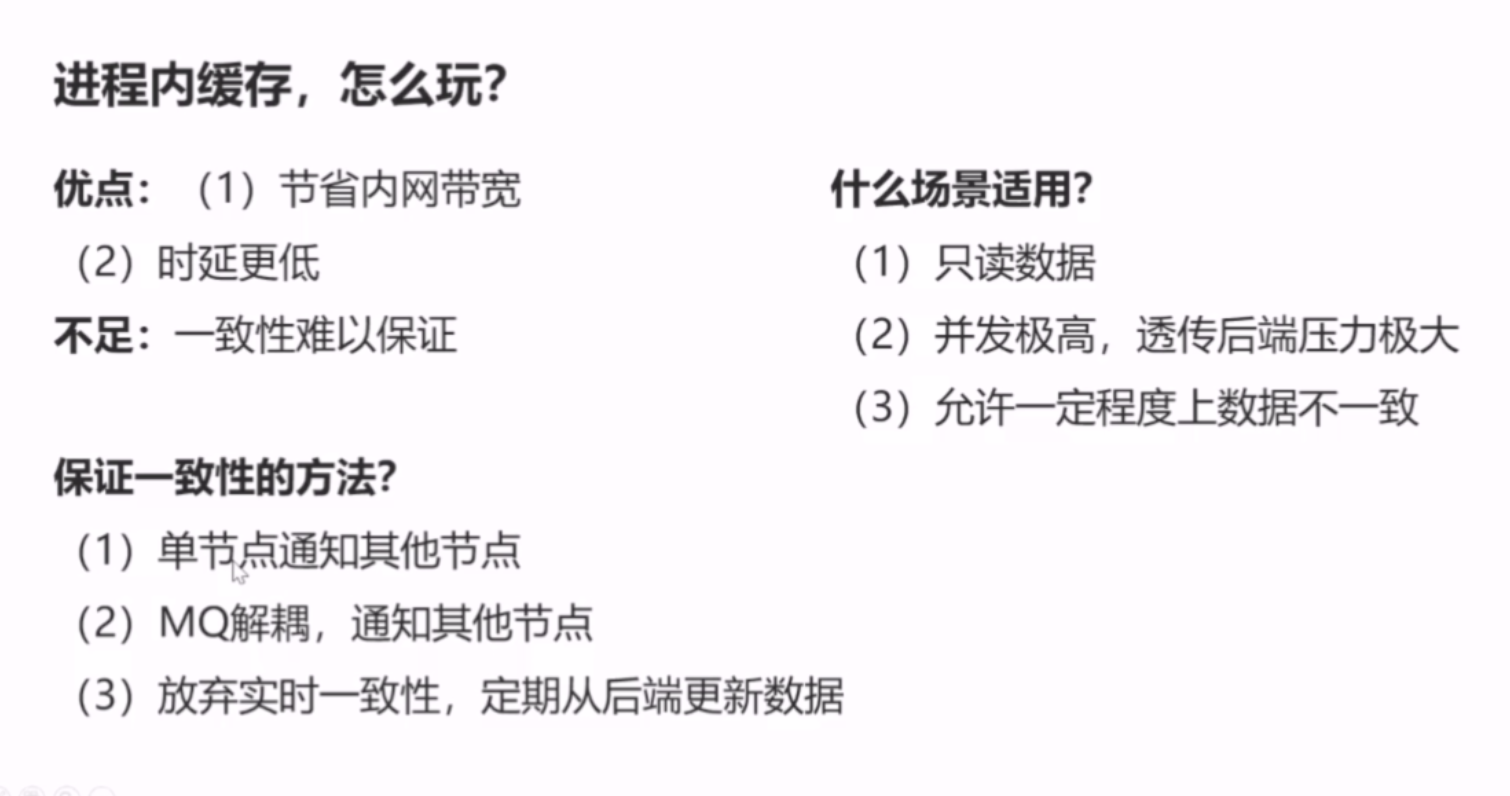 进程内缓存，怎么玩？
优点：（1）节省内网带宽
（2）时延更低
不足：一致性难以保证
什么场景适用？
（1）只读数据
（2）并发极高，透传后端压力极大
（3）允许一定程度上数据不一致
保证一致性的方法？
（1）单节点通知其他节点
（2）MQ解耦，通知其他节点
（3）放弃实时一致性，定期从后端更新数据